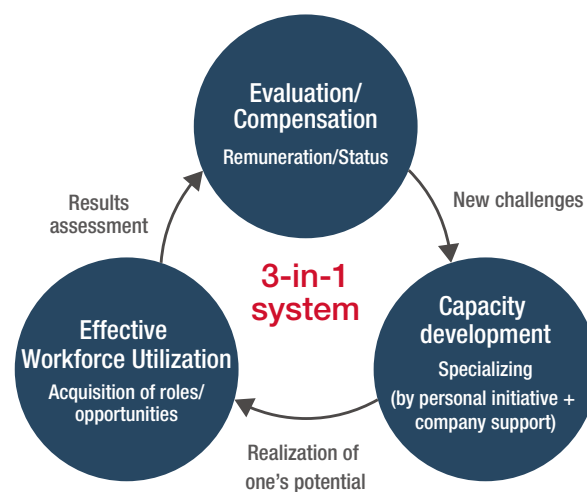 Evaluation/
Compensation
Remuneration/Status
Results
assessment
New challenges
3-in-1
system
Effective
Workforce Utilization
Acquisition of roles/
opportunities
Capacity
development
Specializing
(by personal initiative +
company support)
Realization of
one’s potential